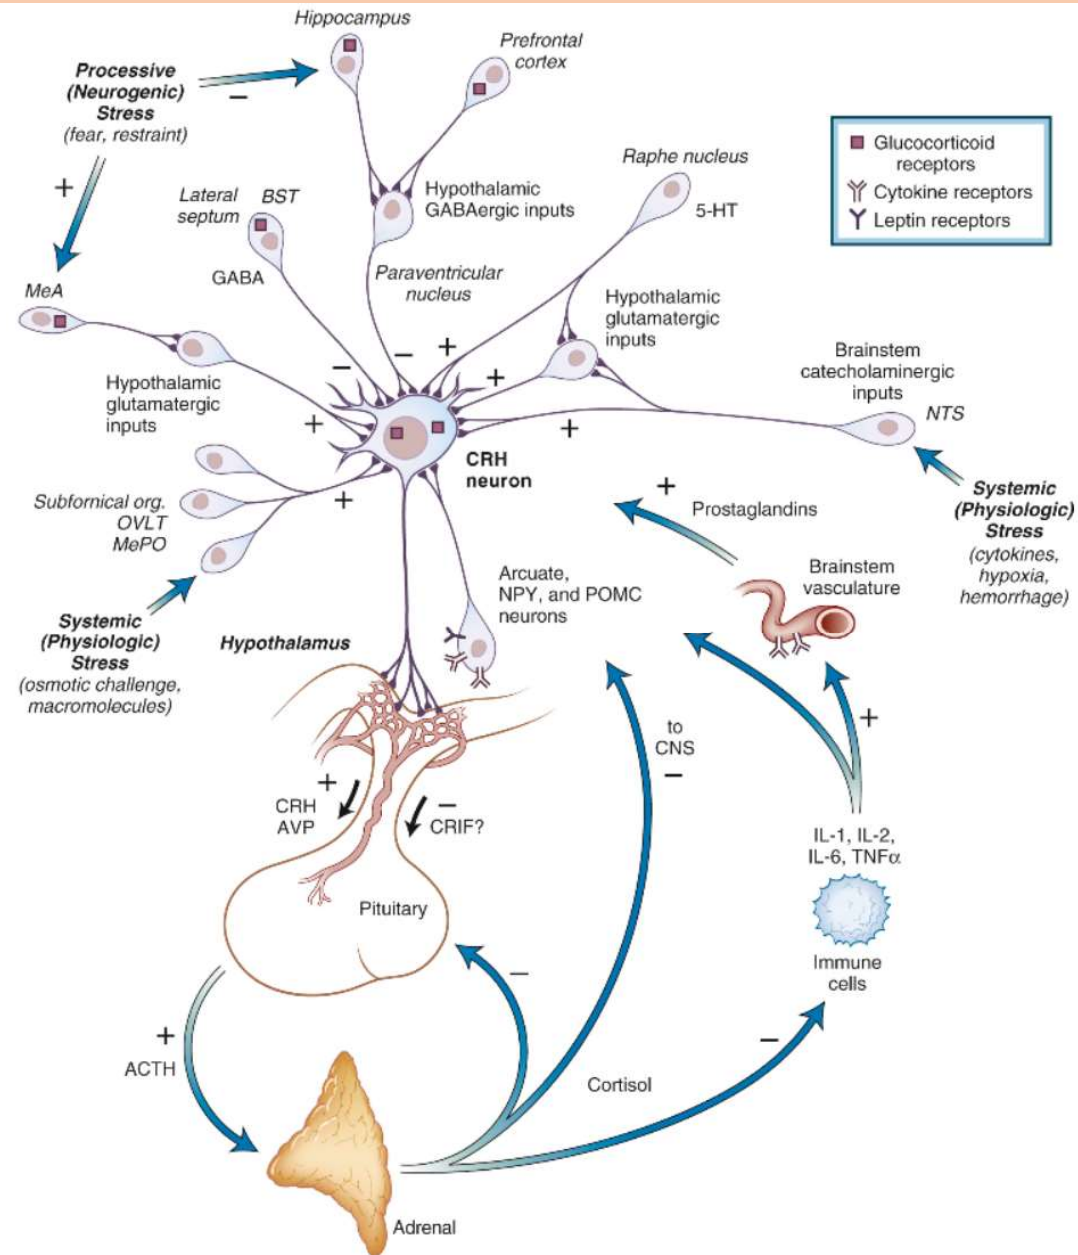 Hippocampus
Prefrontal
cortex
Processive
(Neurogenic)
Stress
(fear, restraint)
−
+
Glucocorticoid
receptors
Cytokine receptors
Leptin receptors
Raphe nucleus
5-HT
Lateral
septum
BST
GABA
Hypothalamic
GABAergic inputs
Paraventricular
nucleus
MeA
Hypothalamic
glutamatergic
inputs
Hypothalamic
glutamatergic
inputs
Brainstem
catecholaminergic
inputs
NTS
−
−
+
+
+
+
+
CRH
neuron
Subfornical org.
OVLT
MePO
Systemic
(Physiologic)
Stress
(cytokines,
hypoxia,
hemorrhage)
+
Prostaglandins
Brainstem
vasculature
Arcuate,
NPY, and POMC
neurons
Systemic
(Physiologic)
Stress
(osmotic challenge,
macromolecules)
Hypothalamus
to
CNS
−
+
+
CRH
AVP
−
CRIF?
IL-1, IL-2,
IL-6, TNFα
Pituitary
Immune
cells
+
ACTH
−
−
Cortisol
Adrenal